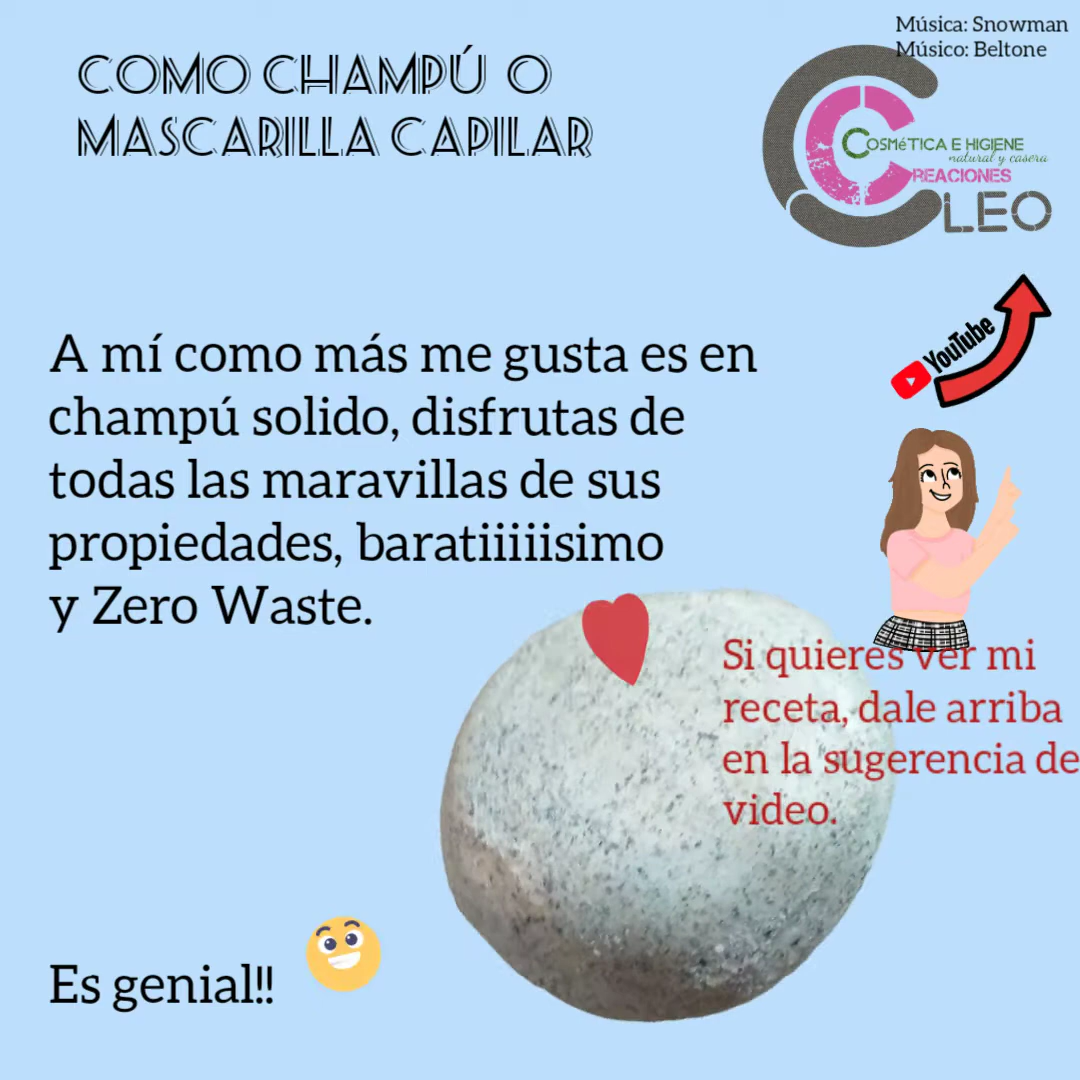 Música: Snowman
Músico: Beltone
COMO CHAMPÚ O
MASCARILLA CAPILAR
COSMéTICA E HIGIENE
natural y casera
CREACIONES
CLEO
A mí como más me gusta es en
champú solido, disfrutas de
todas las maravillas de sus
propiedades, baratiiiiisimo
y Zero Waste.
YouTube
Si quieres ver mi
receta, dale arriba
en la sugerencia de
video.
Es genial!!